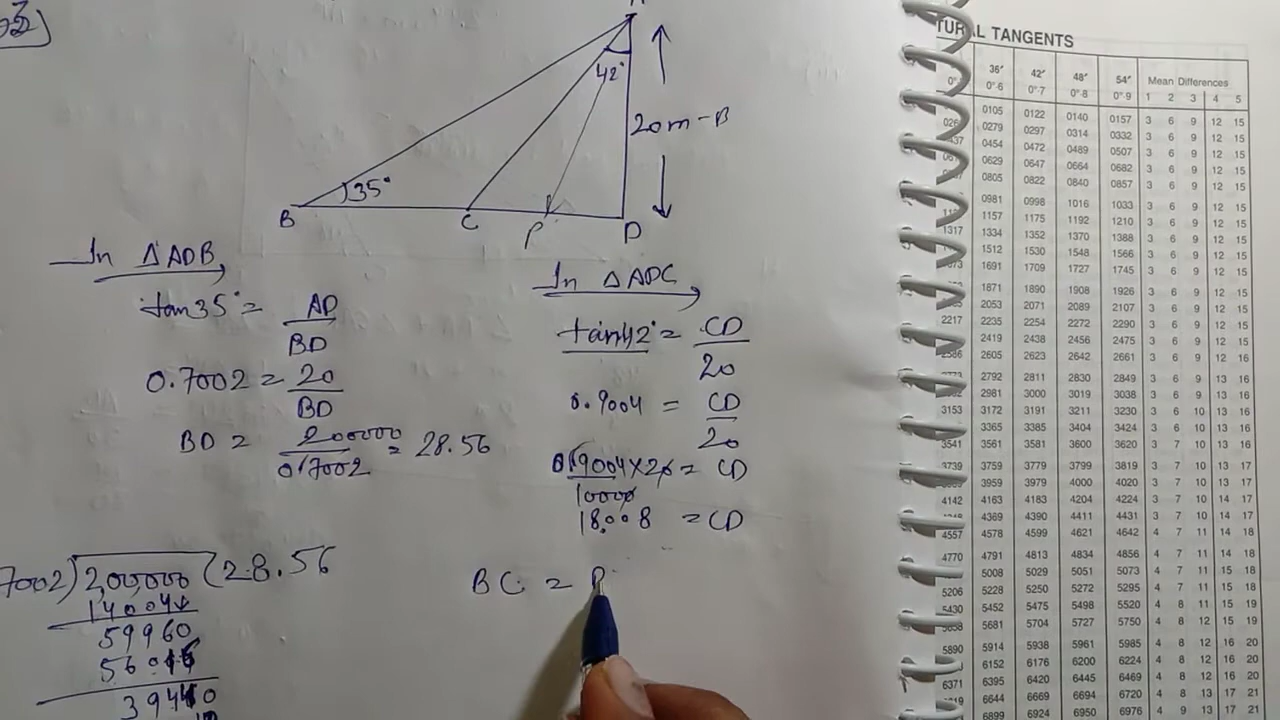 42°
20m-B
35°
B
C
P
D
In △ADB,
tan35° = AD
BD
0.7002 = 20
BD
BD = 200000 = 28.56
0.7002
7002) 2,00,000 (28.56
14004
59960
In △ADC,
tan42° = CD
20
0.9004 = CD
20
0.9004×20 = CD
10000
18.008 = CD
BC =
TURAL TANGENTS
36' 42' 48' 54' Mean Differences
0°.6 0°.7 0°.8 0°.9 1 2 3 4 5
0105 0122 0140 0157 3 6 9 12 15
0279 0297 0314 0332 3 6 9 12 15
0454 0472 0489 0507 3 6 9 12 15
0629 0647 0664 0682 3 6 9 12 15
0805 0822 0840 0857 3 6 9 12 15
0981 0998 1016 1033 3 6 9 12 15
1157 1175 1192 1210 3 6 9 12 15
1317 1334 1352 1370 1388 3 6 9 12 15
1512 1530 1548 1566 3 6 9 12 15
1691 1709 1727 1745 3 6 9 12 15
1871 1890 1908 1926 3 6 9 12 15
2053 2071 2089 2107 3 6 9 12 15
2217 2235 2254 2272 2290 3 6 9 12 15
2419 2438 2456 2475 3 6 9 12 15
2586 2605 2623 2642 2661 3 6 9 12 16
2792 2811 2830 2849 3 6 9 13 16
2981 3000 3019 3038 3 6 9 13 16
3153 3172 3191 3211 3230 3 6 10 13 16
3365 3385 3404 3424 3 6 10 13 16
3541 3561 3581 3600 3620 3 7 10 13 16
3739 3759 3779 3799 3819 3 7 10 13 17
3959 3979 4000 4020 3 7 10 13 17
4142 4163 4183 4204 4224 3 7 10 14 17
4369 4390 4411 4431 3 7 10 14 17
4557 4578 4599 4621 4642 4 7 11 14 18
4770 4791 4813 4834 4856 4 7 11 14 18
5008 5029 5051 5073 4 7 11 15 18
5206 5228 5250 5272 5295 4 7 11 15 18
5430 5452 5475 5498 5520 4 8 11 15 19
5681 5704 5727 5750 4 8 12 15 19
5890 5914 5938 5961 5985 4 8 12 16 20
6152 6176 6200 6224 4 8 12 16 20
6371 6395 6420 6445 6469 4 8 12 16 20
6644 6669 6694 6720 4 8 13 17 21
6899 6924 6950 6976 4 9 13 17 21